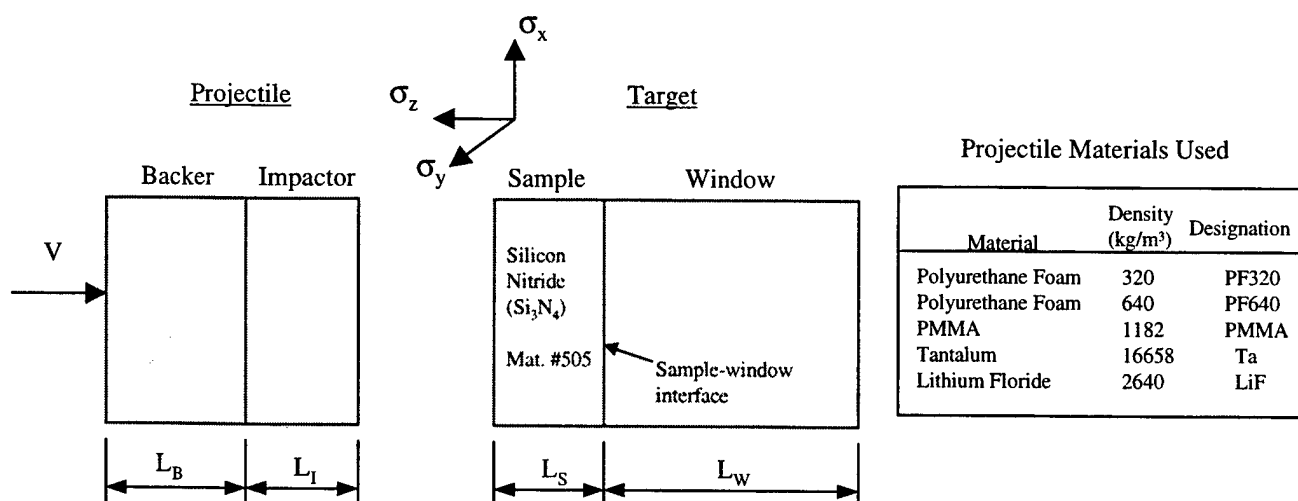 σx
Projectile
σz
Target
σy
Projectile Materials Used
Backer
Impactor
Sample
Window
V
Silicon
Nitride
(Si3N4)
Mat. #505
Sample-window
interface
Material Density (kg/m³) Designation
Polyurethane Foam 320 PF320
Polyurethane Foam 640 PF640
PMMA 1182 PMMA
Tantalum 16658 Ta
Lithium Floride 2640 LiF
LB
LI
LS
LW